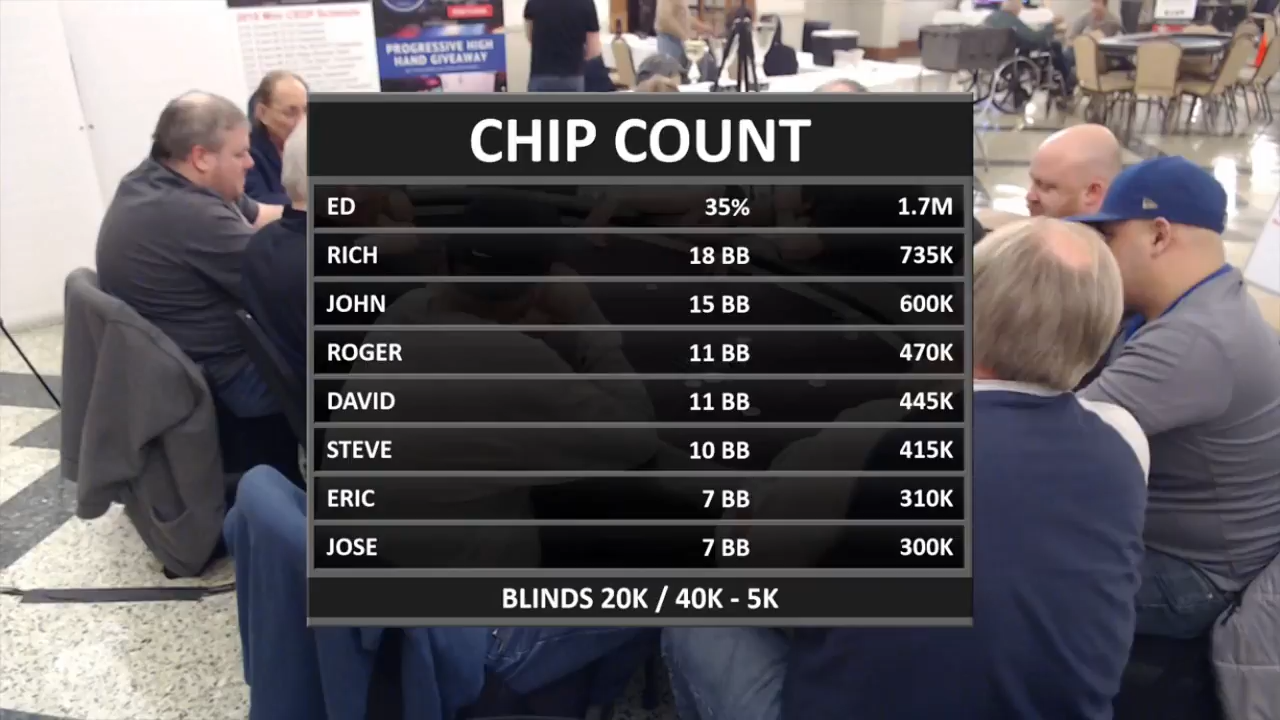 PROGRESSIVE HIGH
HAND GIVEAWAY
CHIP COUNT
ED 35% 1.7M
RICH 18 BB 735K
JOHN 15 BB 600K
ROGER 11 BB 470K
DAVID 11 BB 445K
STEVE 10 BB 415K
ERIC 7 BB 310K
JOSE 7 BB 300K
BLINDS 20K / 40K - 5K